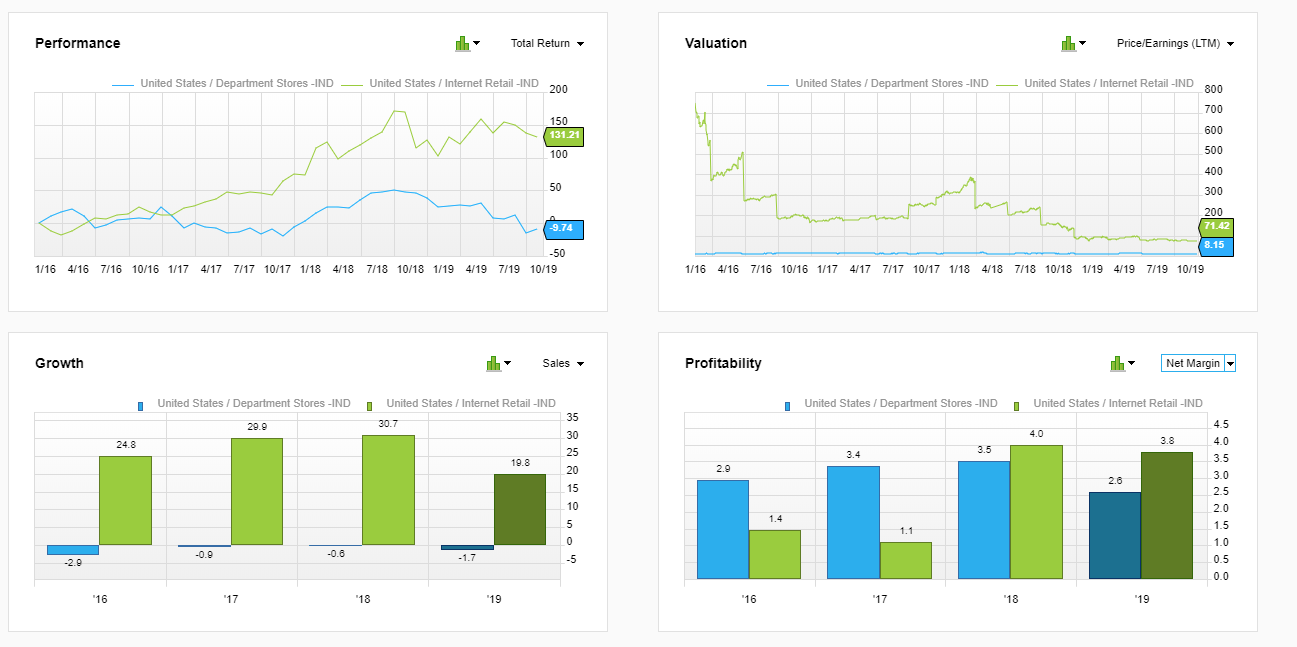 Performance
Total Return
United States / Department Stores -IND United States / Internet Retail -IND
200
150
131.21
100
50
0
-9.74
-50
1/16 4/16 7/16 10/16 1/17 4/17 7/17 10/17 1/18 4/18 7/18 10/18 1/19 4/19 7/19 10/19
Valuation
Price/Earnings (LTM)
United States / Department Stores -IND United States / Internet Retail -IND
800
700
600
500
400
300
200
71.42
8.15
1/16 4/16 7/16 10/16 1/17 4/17 7/17 10/17 1/18 4/18 7/18 10/18 1/19 4/19 7/19 10/19
Growth
Sales
United States / Department Stores -IND United States / Internet Retail -IND
35
30
25
20
15
10
5
0
-5
24.8 29.9 30.7 19.8
-2.9 -0.9 -0.6 -1.7
'16 '17 '18 '19
Profitability
Net Margin
United States / Department Stores -IND United States / Internet Retail -IND
4.5
4.0
3.5
3.0
2.5
2.0
1.5
1.0
0.5
0.0
2.9 1.4 3.4 1.1 3.5 4.0 2.6 3.8
'16 '17 '18 '19